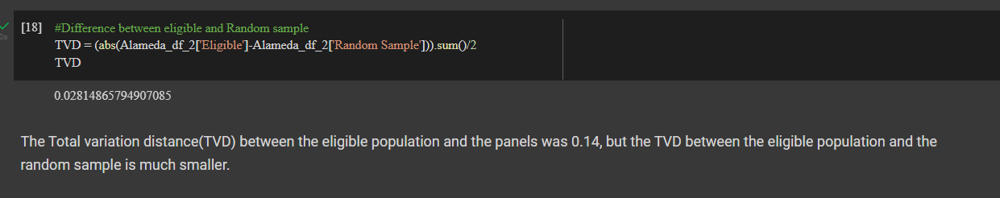 [18] #Difference between eligible and Random sample
TVD = (abs(Alameda_df_2['Eligible']-Alameda_df_2['Random Sample'])).sum()/2
TVD
0s
0.02814865794907085
The Total variation distance(TVD) between the eligible population and the panels was 0.14, but the TVD between the eligible population and the
random sample is much smaller.